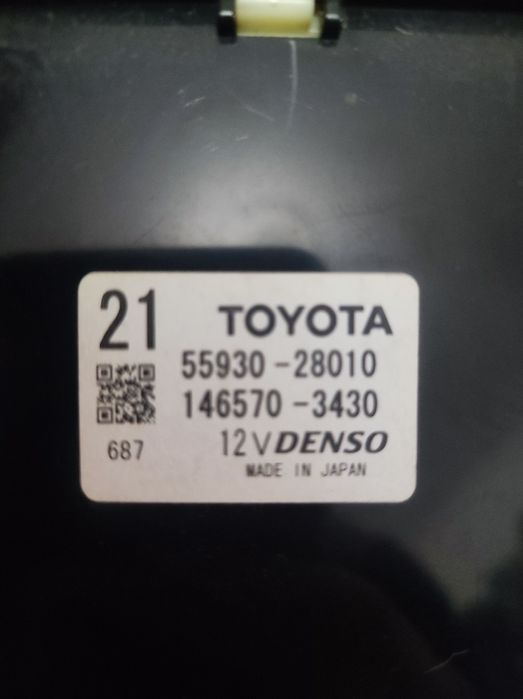 21 TOYOTA
55930-28010
146570-3430
687 12V DENSO
MADE IN JAPAN